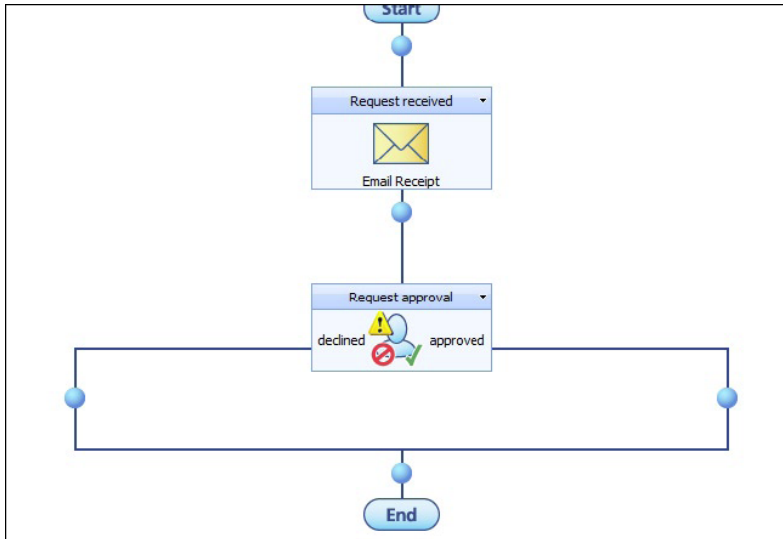 Start
Request received
Email Receipt
Request approval
declined approved
End